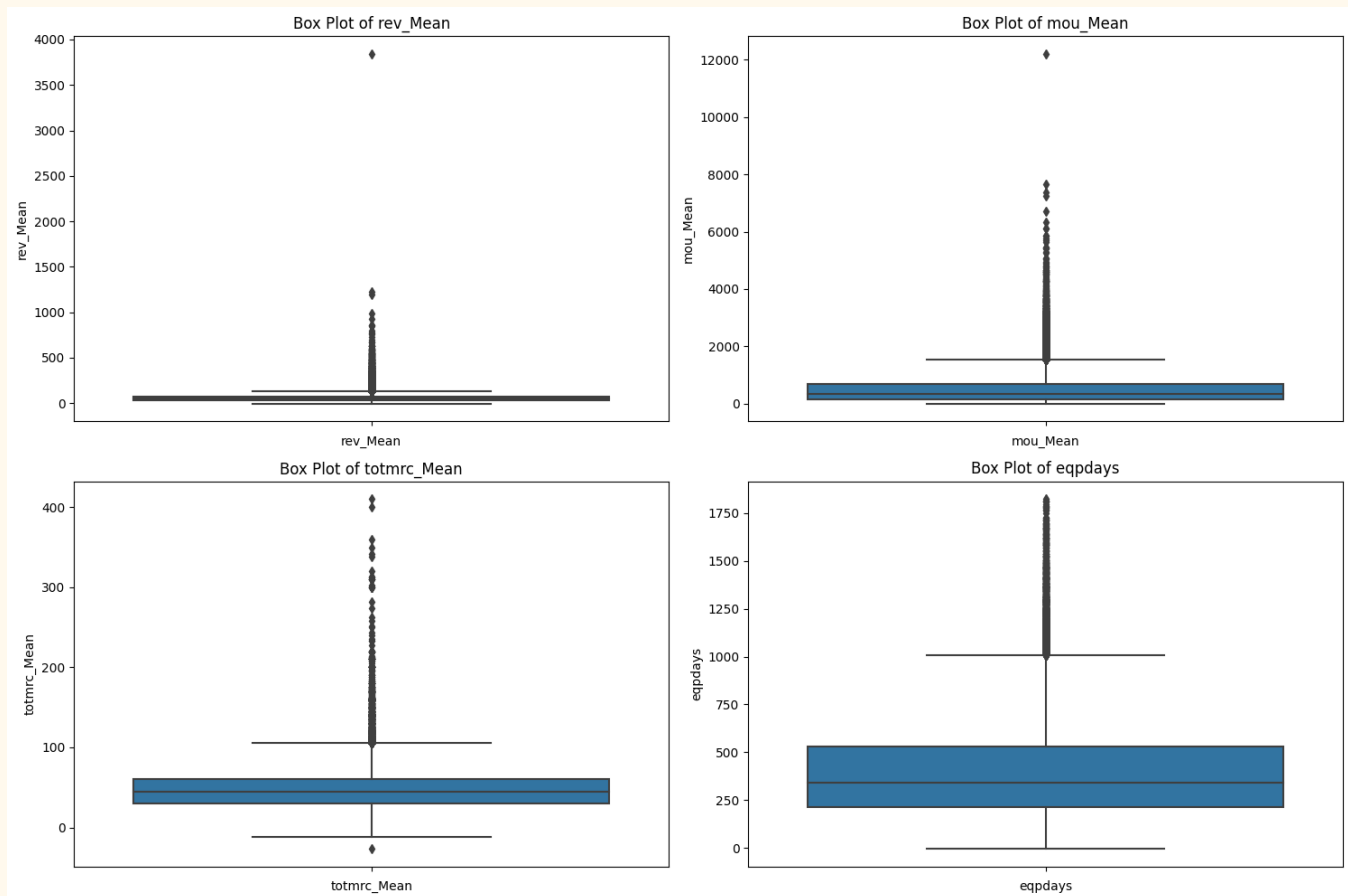 Box Plot of rev_Mean
4000
3500
3000
2500
2000
1500
1000
500
0
rev_Mean
rev_Mean
Box Plot of mou_Mean
12000
10000
8000
6000
4000
2000
0
mou_Mean
mou_Mean
Box Plot of totmrc_Mean
400
300
200
100
0
totmrc_Mean
totmrc_Mean
Box Plot of eqpdays
1750
1500
1250
1000
750
500
250
0
eqpdays
eqpdays